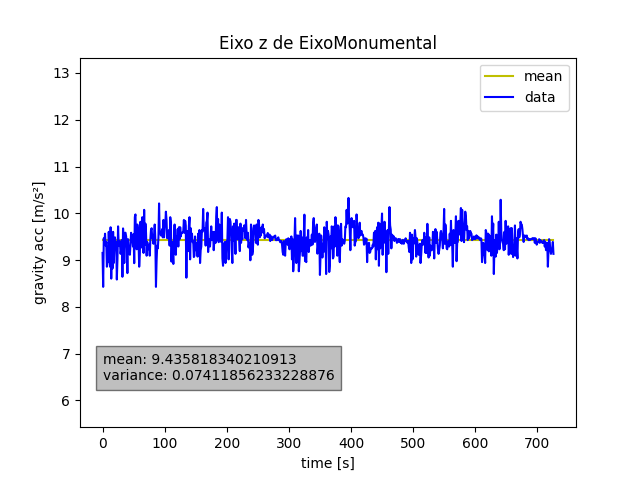 Eixo z de EixoMonumental
mean
data
gravity acc [m/s²]
13
12
11
10
9
8
7
6
mean: 9.435818340210913
variance: 0.07411856233228876
0 100 200 300 400 500 600 700
time [s]